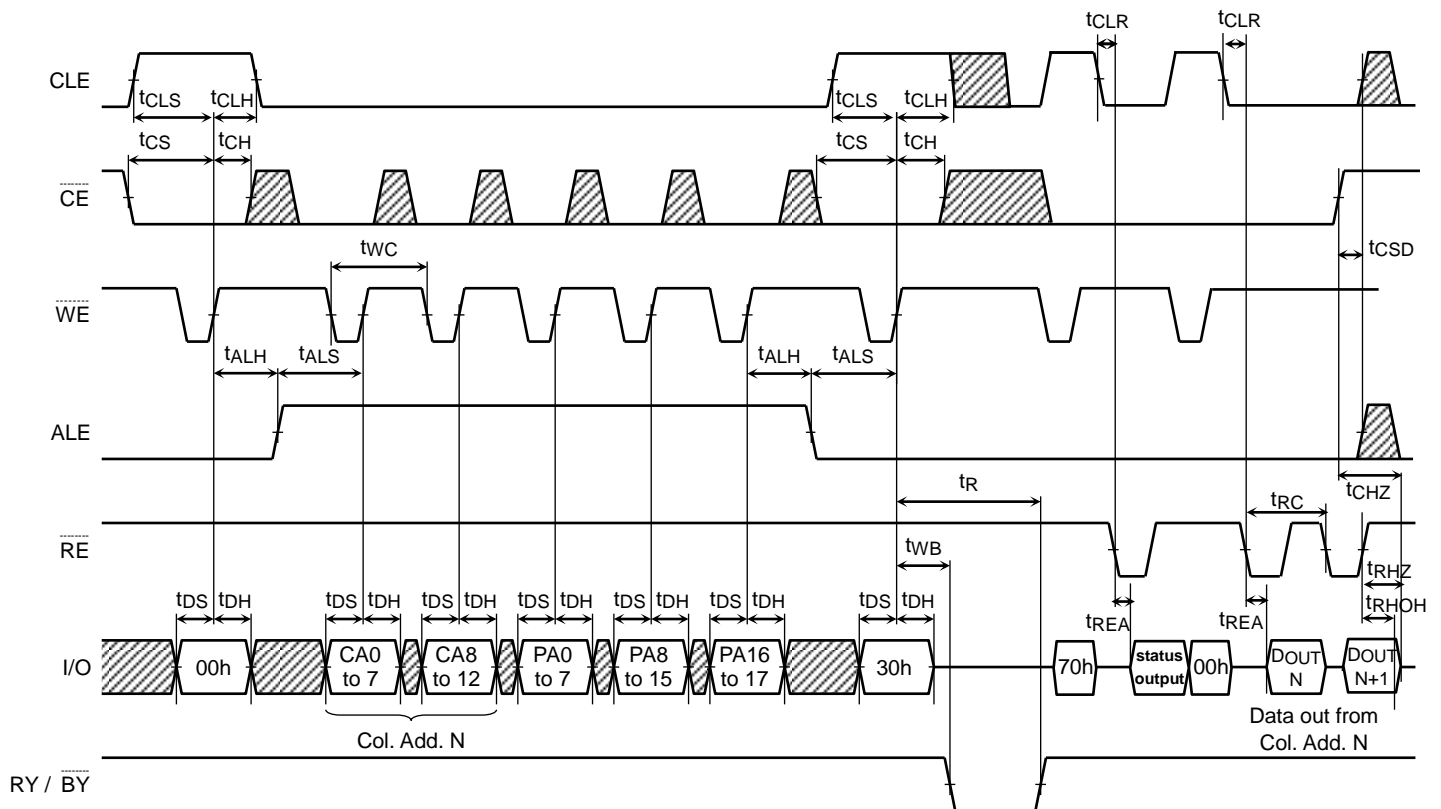 tCLR tCLR
CLE
tCLS tCLH tCLS tCLH
tCS tCH tCS tCH
CE
tWC tCSD
WE
tALH tALS tALH tALS
ALE
tR tCHZ
tRC
RE
tWB
tRHZ
tDS tDH tDS tDH tDS tDH tDS tDH tDS tDH tDS tDH tDS tDH tRHOH
tREA tREA
I/O
00h
CA0
to 7
CA8
to 12
PA0
to 7
PA8
to 15
PA16
to 17
30h
70h
status
output
00h
DOUT
N
DOUT
N+1
Col. Add. N
Data out from
Col. Add. N
RY / BY